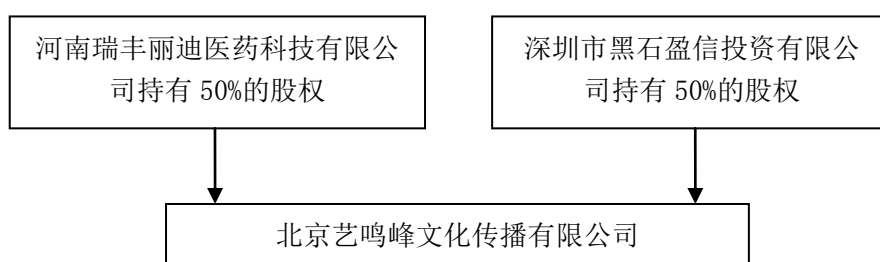 河南瑞丰丽迪医药科技有限公
司持有 50%的股权
深圳市黑石盈信投资有限公
司持有 50%的股权
北京艺鸣峰文化传播有限公司